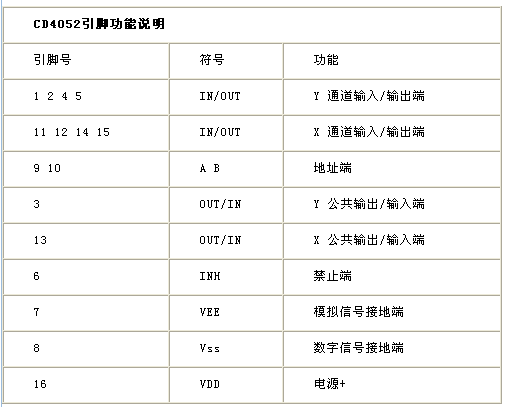 CD4052引脚功能说明
引脚号 符号 功能
1 2 4 5 IN/OUT Y 通道输入/输出端
11 12 14 15 IN/OUT X 通道输入/输出端
9 10 A B 地址端
3 OUT/IN Y 公共输出/输入端
13 OUT/IN X 公共输出/输入端
6 INH 禁止端
7 VEE 模拟信号接地端
8 Vss 数字信号接地端
16 VDD 电源+